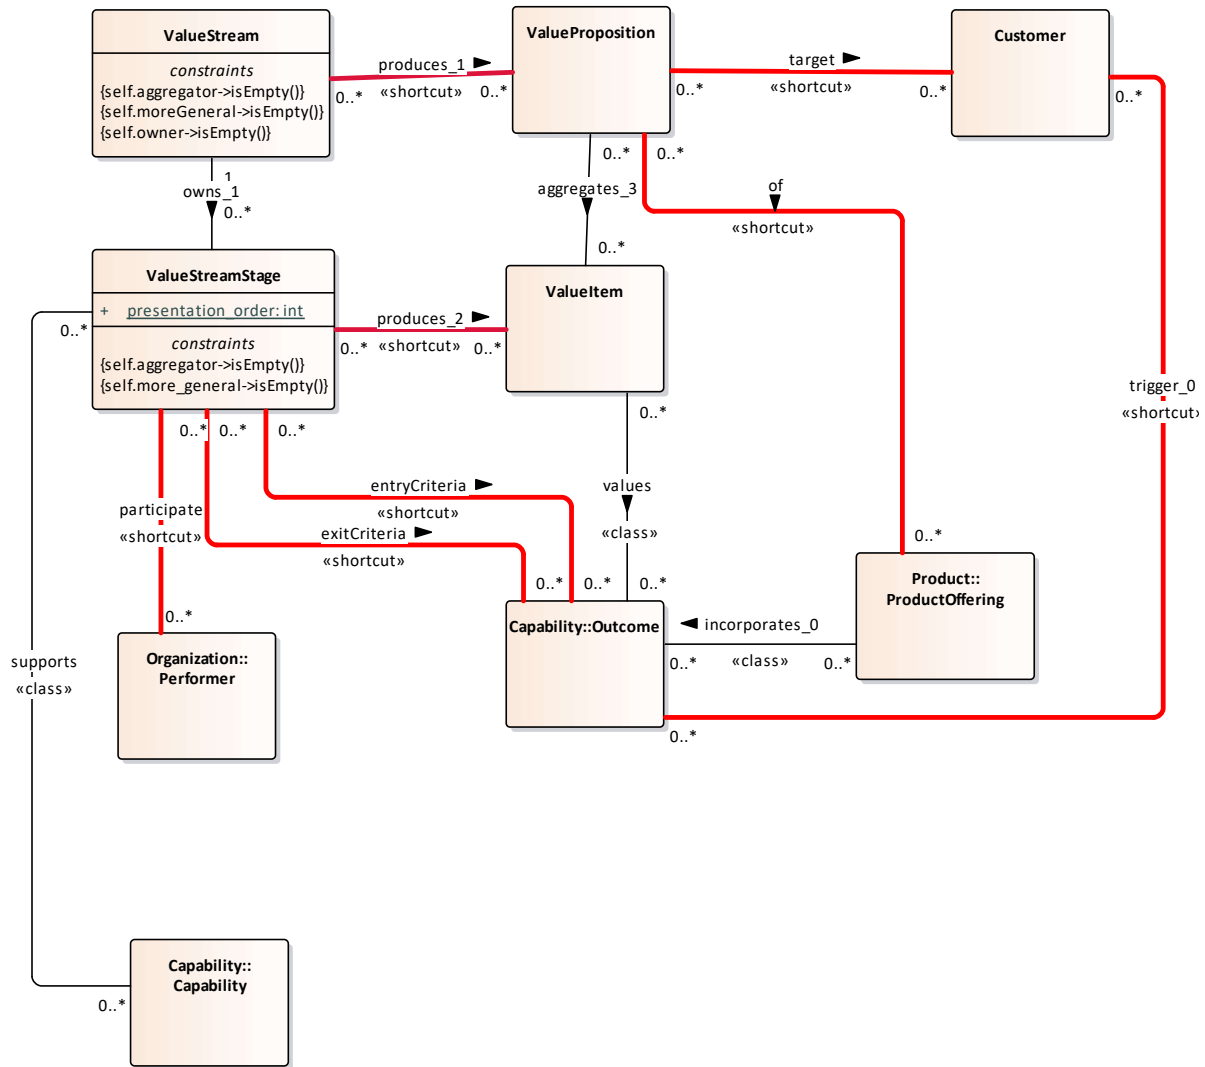 ValueStream
constraints
{self.aggregator->isEmpty()}
{self.moreGeneral->isEmpty()}
{self.owner->isEmpty()}
produces_1
0..*
«shortcut»
0..*
ValueProposition
target
0..*
«shortcut»
0..*
Customer
0..*
1
owns_1
0..*
0..*
0..*
aggregates_3
of
«shortcut»
0..*
ValueStreamStage
+ presentation_order: int
constraints
{self.aggregator->isEmpty()}
{self.more_general->isEmpty()}
0..*
produces_2
0..*
«shortcut»
0..*
ValueItem
trigger_0
«shortcut»
0..*
0..*
0..*
0..*
entryCriteria
«shortcut»
values
participate
«shortcut»
exitCriteria
«shortcut»
«class»
0..*
0..*
0..*
0..*
0..*
Product::
ProductOffering
Capability::Outcome
incorporates_0
0..*
«class»
0..*
0..*
Organization::
Performer
supports
«class»
Capability::
Capability
0..*